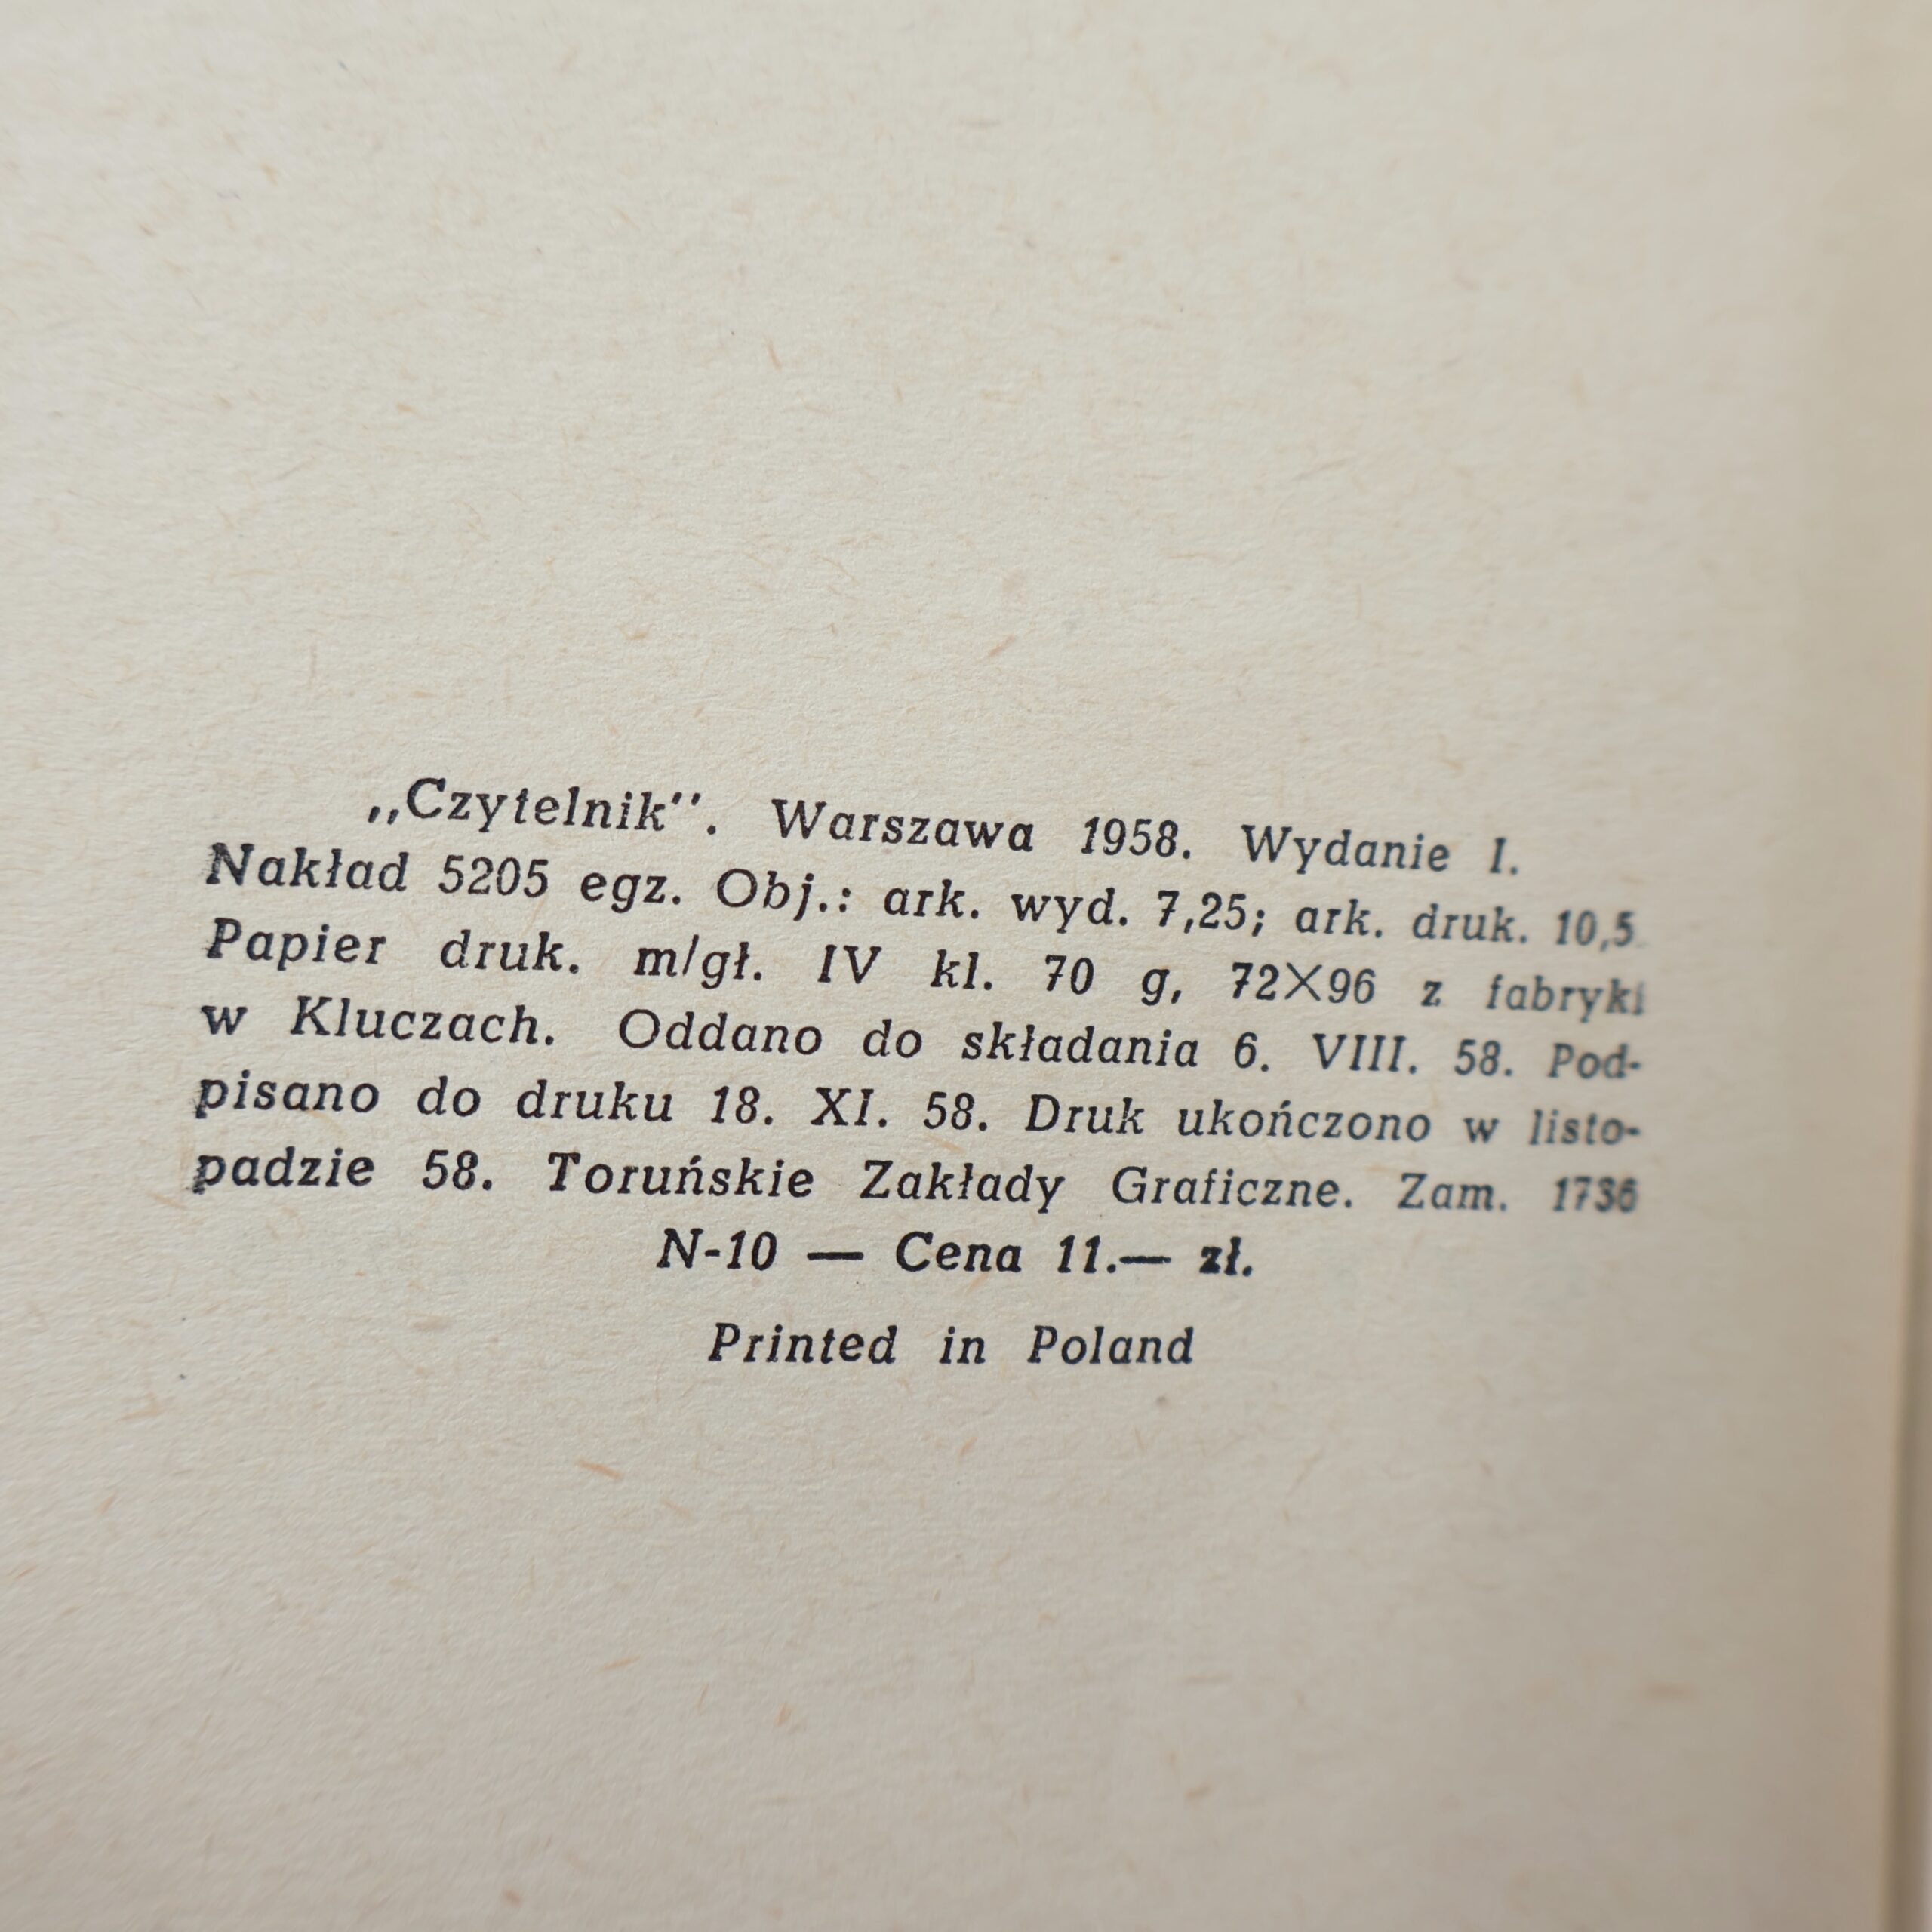 „Czytelnik”. Warszawa 1958. Wydanie I.
Nakład 5205 egz. Obj.: ark. wyd. 7,25; ark. druk. 10,5
Papier druk. m/gł. IV kl. 70 g, 72×96 z fabryki
w Kluczach. Oddano do składania 6. VIII. 58. Pod-
pisano do druku 18. XI. 58. Druk ukończono w listo-
padzie 58. Toruńskie Zakłady Graficzne. Zam. 1736
N-10 — Cena 11.— zł.
Printed in Poland